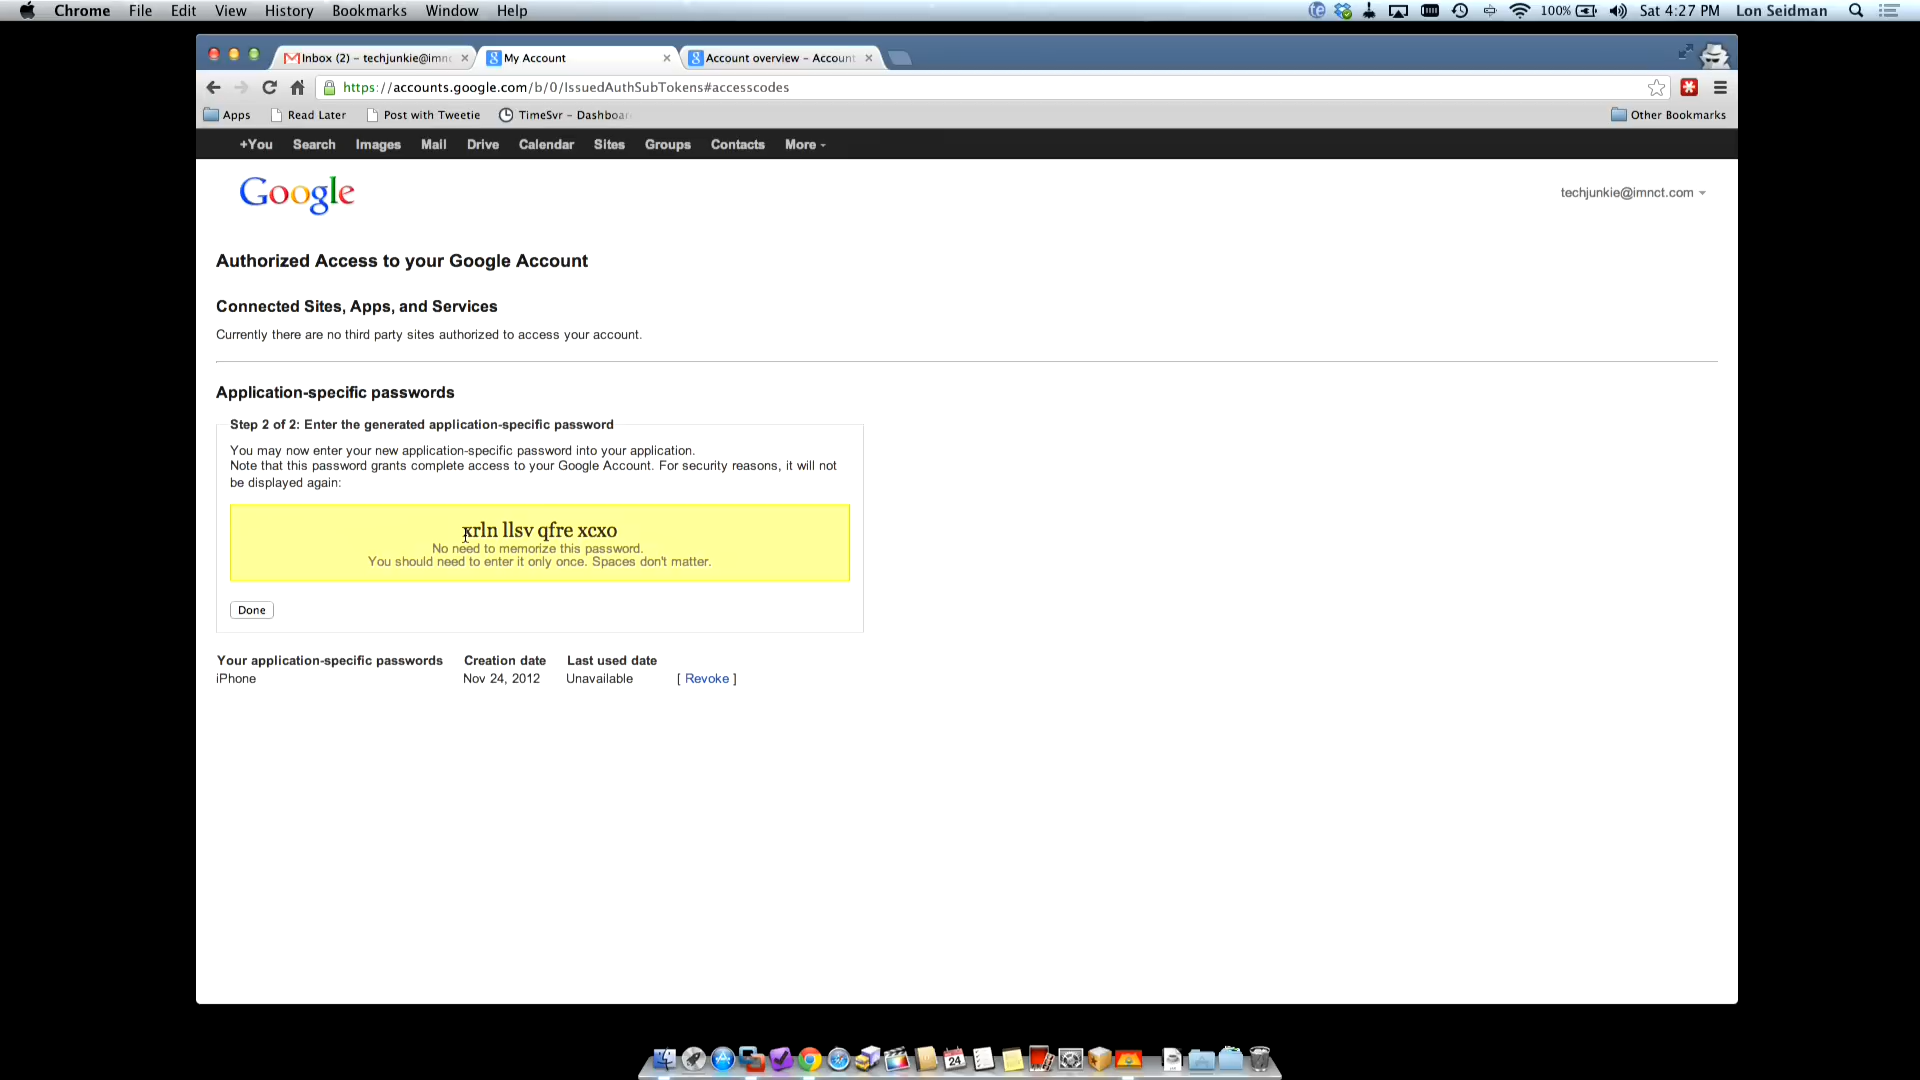 Chrome File Edit View History Bookmarks Window Help 100% Sat 4:27 PM Lon Seidman
Inbox (2) – techjunkie@imnc My Account Account overview – Account
https://accounts.google.com/b/0/IssuedAuthSubTokens#accesscodes
Apps Read Later Post with Tweetie TimeSvr – Dashboar Other Bookmarks
+You Search Images Mail Drive Calendar Sites Groups Contacts More
Google techjunkie@imnct.com
Authorized Access to your Google Account
Connected Sites, Apps, and Services
Currently there are no third party sites authorized to access your account.
Application-specific passwords
Step 2 of 2: Enter the generated application-specific password
You may now enter your new application-specific password into your application.
Note that this password grants complete access to your Google Account. For security reasons, it will not
be displayed again:
xrln llsv qfre xcxo
No need to memorize this password.
You should need to enter it only once. Spaces don't matter.
Done
Your application-specific passwords Creation date Last used date
iPhone Nov 24, 2012 Unavailable [ Revoke ]
24